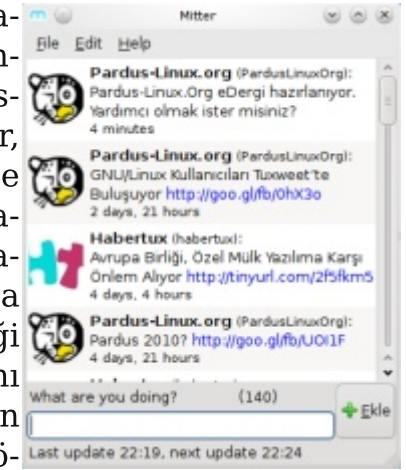 a-
n-
s-
r,
e
a-
a-
a
ği
nı
n
ö-
Mitter
File Edit Help
Pardus-Linux.org (PardusLinuxOrg):
Pardus-Linux.Org eDergi hazırlanıyor.
Yardımcı olmak ister misiniz?
4 minutes
Pardus-Linux.org (PardusLinuxOrg):
GNU/Linux Kullanıcıları Tuxweet'te
Buluşuyor http://goo.gl/fb/0hX3o
2 days, 21 hours
Habertux (habertux):
Avrupa Birliği, Özel Mülk Yazılıma Karşı
Önlem Alıyor http://tinyurl.com/2f5fkm5
4 days, 4 hours
Pardus-Linux.org (PardusLinuxOrg):
Pardus 2010? http://goo.gl/fb/UOI1F
4 days, 21 hours
What are you doing? (140)
Ekle
Last update 22:19, next update 22:24